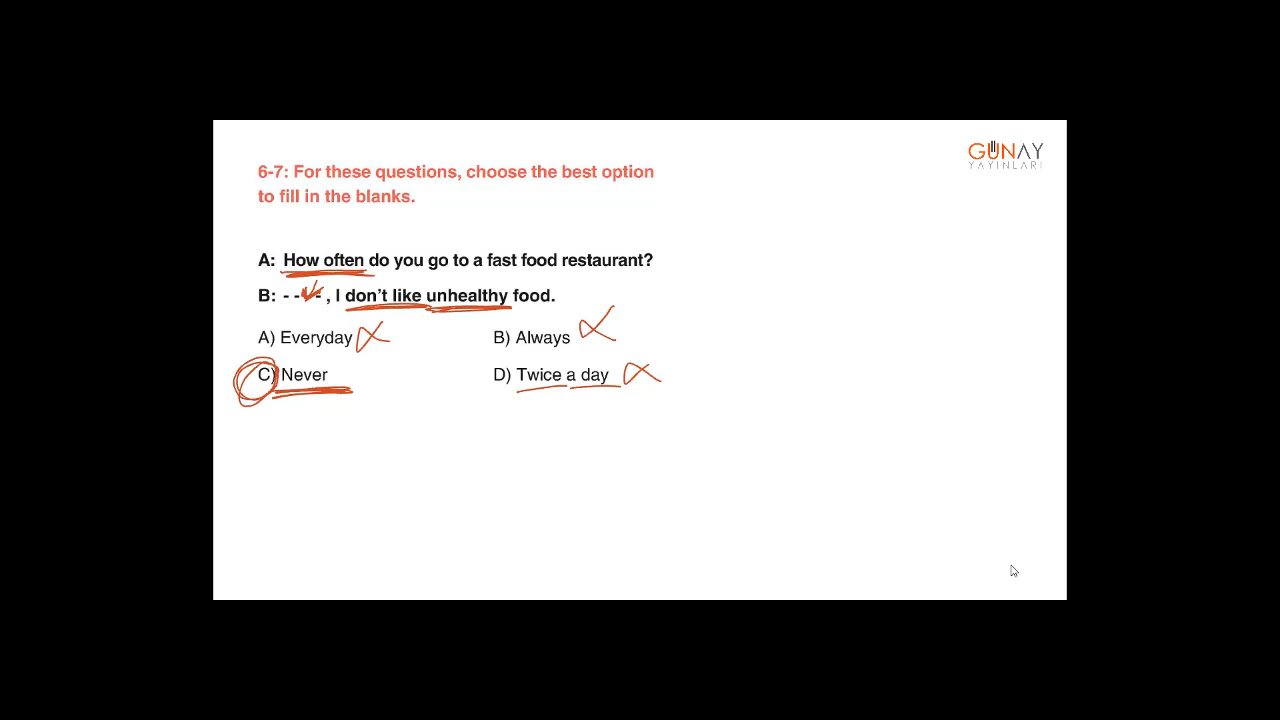 GÜNAY
YAYINLARI
6-7: For these questions, choose the best option
to fill in the blanks.
A: How often do you go to a fast food restaurant?
B: - - - - , I don't like unhealthy food.
A) Everyday B) Always
C) Never D) Twice a day